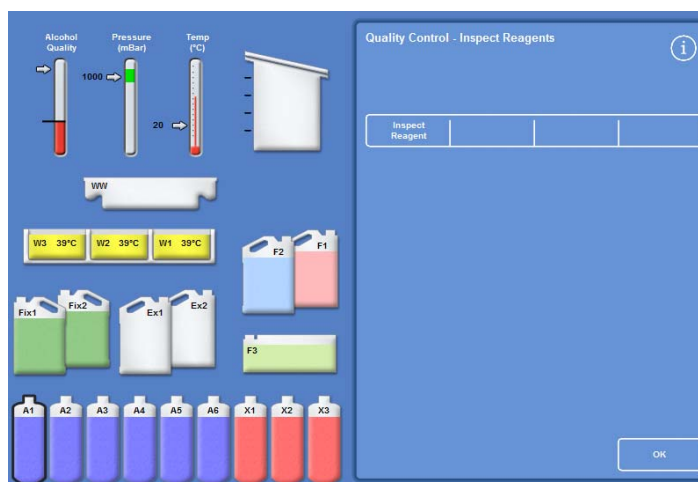 Alcohol
Quality
Pressure
(mBar)
Temp
(°C)
1000
20
WW
W3 39°C
W2 39°C
W1 39°C
F2
F1
Fix1
Fix2
Ex1
Ex2
F3
A1
A2
A3
A4
A5
A6
X1
X2
X3
Quality Control - Inspect Reagents
i
Inspect
Reagent
OK